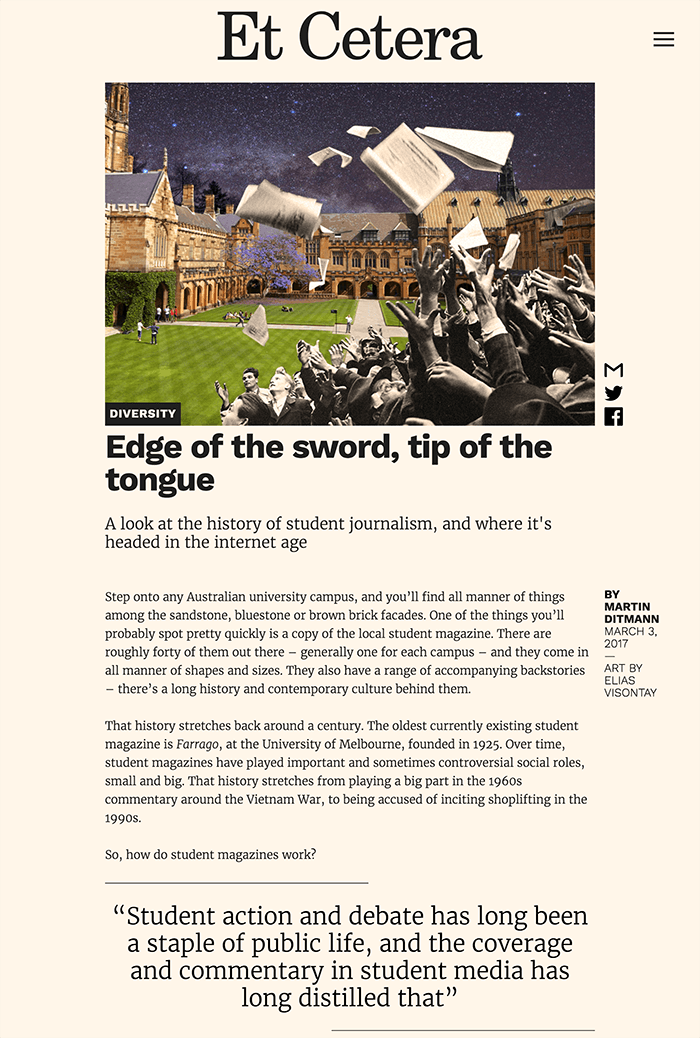 Et Cetera
DIVERSITY
Edge of the sword, tip of the
tongue
A look at the history of student journalism, and where it's
headed in the internet age
Step onto any Australian university campus, and you’ll find all manner of things
among the sandstone, bluestone or brown brick facades. One of the things you’ll
probably spot pretty quickly is a copy of the local student magazine. There are
roughly forty of them out there – generally one for each campus – and they come in
all manner of shapes and sizes. They also have a range of accompanying backstories
– there’s a long history and contemporary culture behind them.
That history stretches back around a century. The oldest currently existing student
magazine is Farrago, at the University of Melbourne, founded in 1925. Over time,
student magazines have played important and sometimes controversial social roles,
small and big. That history stretches from playing a big part in the 1960s
commentary around the Vietnam War, to being accused of inciting shoplifting in the
1990s.
So, how do student magazines work?
“Student action and debate has long been
a staple of public life, and the coverage
and commentary in student media has
long distilled that”
BY
MARTIN
DITMANN
MARCH 3,
2017
—
ART BY
ELIAS
VISONTAY